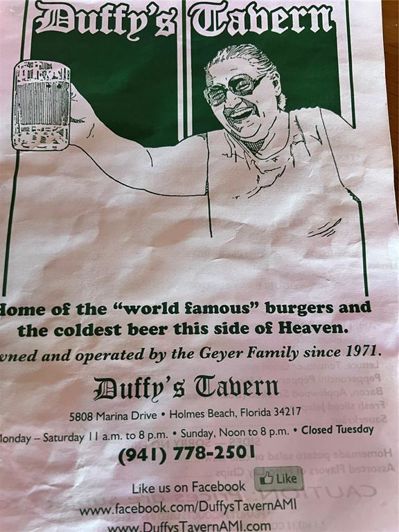 Duffy's Tavern
Home of the "world famous" burgers and
the coldest beer this side of Heaven.
wned and operated by the Geyer Family since 1971.
Duffy's Tavern
5808 Marina Drive • Holmes Beach, Florida 34217
Monday – Saturday 11 a.m. to 8 p.m. • Sunday, Noon to 8 p.m. • Closed Tuesday
(941) 778-2501
Like us on Facebook Like
www.facebook.com/DuffysTavernAMI
www.DuffysTavernAMI.com